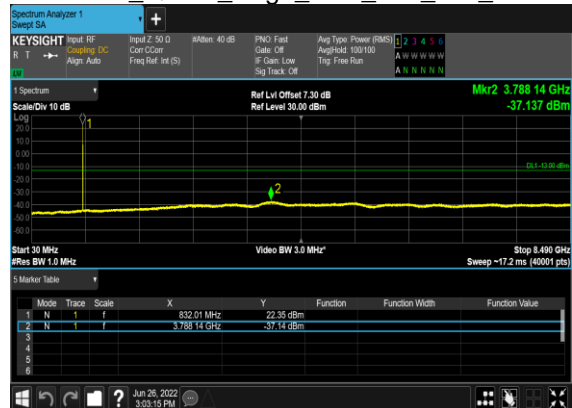 Spectrum Analyzer 1
Swept SA
KEYSIGHT Input: RF Input Z: 50 Ω #Atten: 40 dB PNO: Fast Avg Type: Power (RMS) 1 2 3 4 5 6
R T Coupling: DC Corr CCorr Gate: Off Avg|Hold: 100/100 A W W W W W
Align: Auto Freq Ref: Int (S) IF Gain: Low Trig: Free Run A N N N N N
Sig Track: Off
1 Spectrum Ref Lvl Offset 7.30 dB Mkr2 3.788 14 GHz
Scale/Div 10 dB Ref Level 30.00 dBm -37.137 dBm
Log
1
20.0
10.0
0.00
-10.0
DL1 -13.00 dBm
-20.0
-30.0
2
-40.0
-50.0
-60.0
Start 30 MHz Video BW 3.0 MHz* Stop 8.490 GHz
#Res BW 1.0 MHz Sweep ~17.2 ms (40001 pts)
5 Marker Table
Mode Trace Scale X Y Function Function Width Function Value
1 N 1 f 832.01 MHz 22.35 dBm
2 N 1 f 3.788 14 GHz -37.14 dBm
3
4
5
6
? Jun 26, 2022
3:03:15 PM